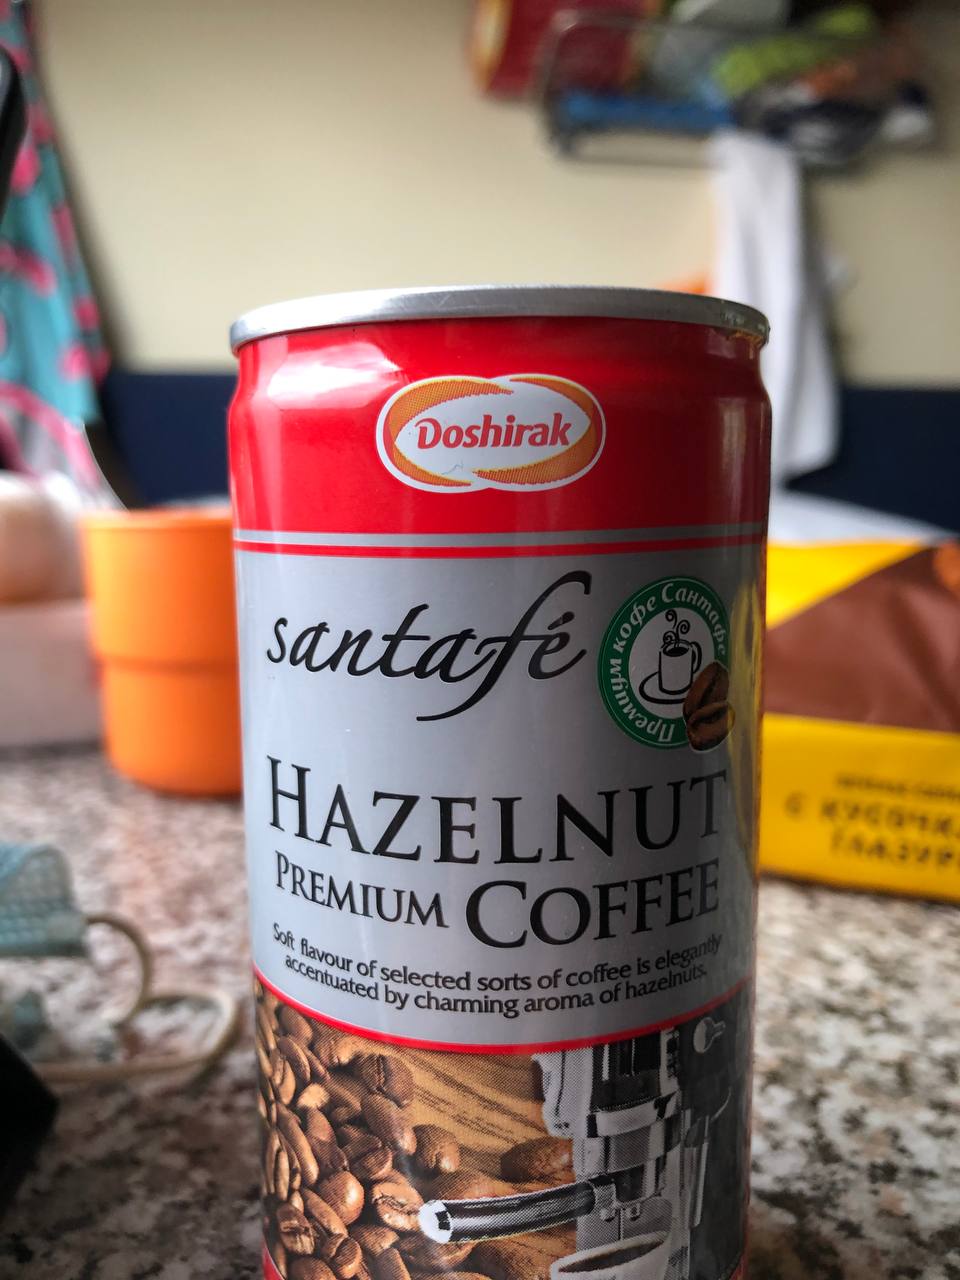 Doshirak
santafé
Премиум кофе Сантафе
HAZELNUT
PREMIUM COFFEE
Soft flavour of selected sorts of coffee is elegantly
accentuated by charming aroma of hazelnuts.
С КУСОЧК
ГЛАЗУР